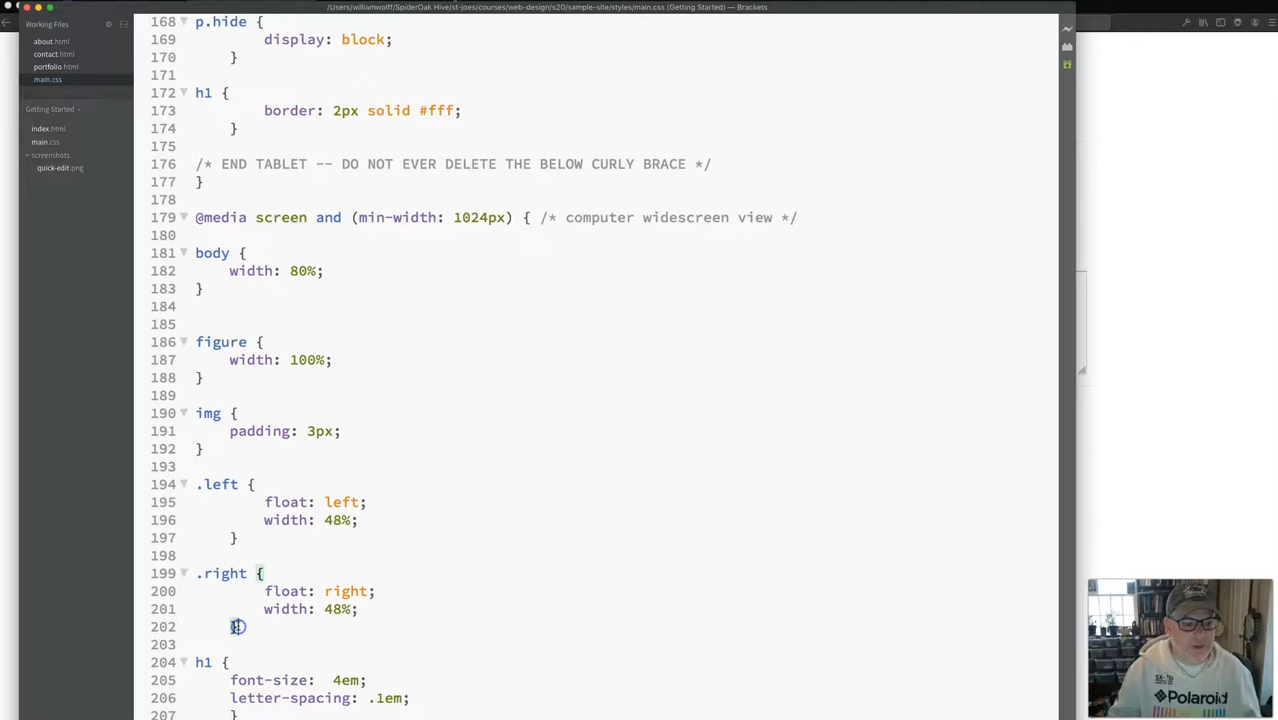 /Users/williamwolff/SpiderOak Hive/st-joes/courses/web-design/s20/sample-site/styles/main.css (Getting Started) — Brackets
Working Files
about.html
contact.html
portfolio.html
main.css
Getting Started
index.html
main.css
screenshots
quick-edit.png
168 p.hide {
169 display: block;
170 }
171
172 h1 {
173 border: 2px solid #fff;
174 }
175
176 /* END TABLET -- DO NOT EVER DELETE THE BELOW CURLY BRACE */
177 }
178
179 @media screen and (min-width: 1024px) { /* computer widescreen view */
180
181 body {
182 width: 80%;
183 }
184
185
186 figure {
187 width: 100%;
188 }
189
190 img {
191 padding: 3px;
192 }
193
194 .left {
195 float: left;
196 width: 48%;
197 }
198
199 .right {
200 float: right;
201 width: 48%;
202 }
203
204 h1 {
205 font-size: 4em;
206 letter-spacing: .1em;
207 }
SX-70
Polaroid